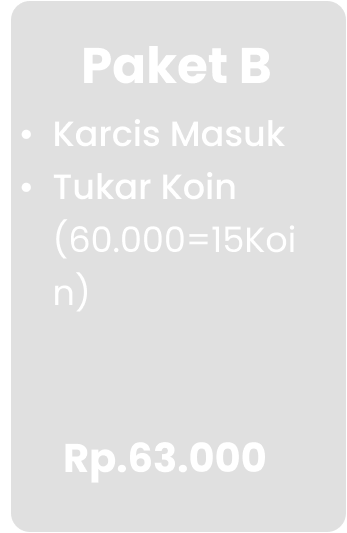 Paket B
• Karcis Masuk
• Tukar Koin
(60.000=15Koi
n)
Rp.63.000